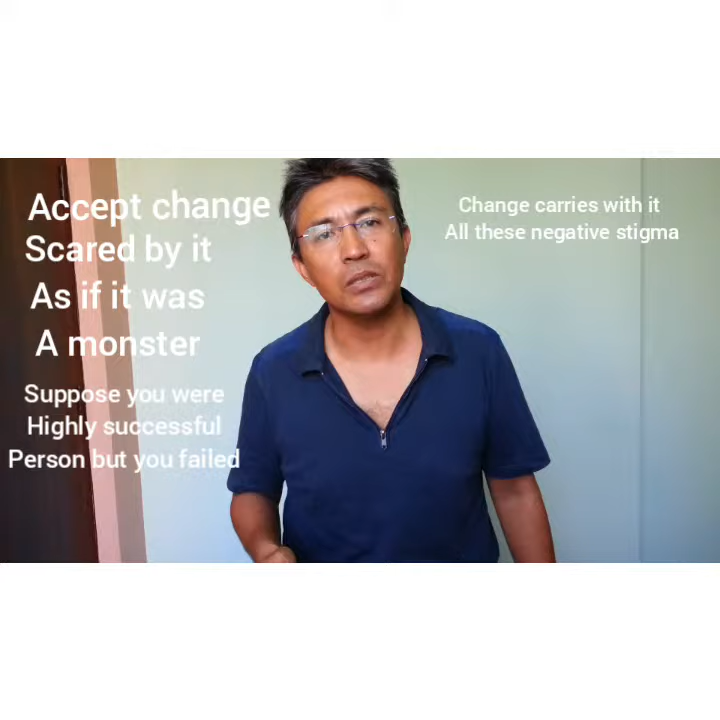 Accept change
Scared by it
As if it was
A monster
Suppose you were
Highly successful
Person but you failed
Change carries with it
All these negative stigma